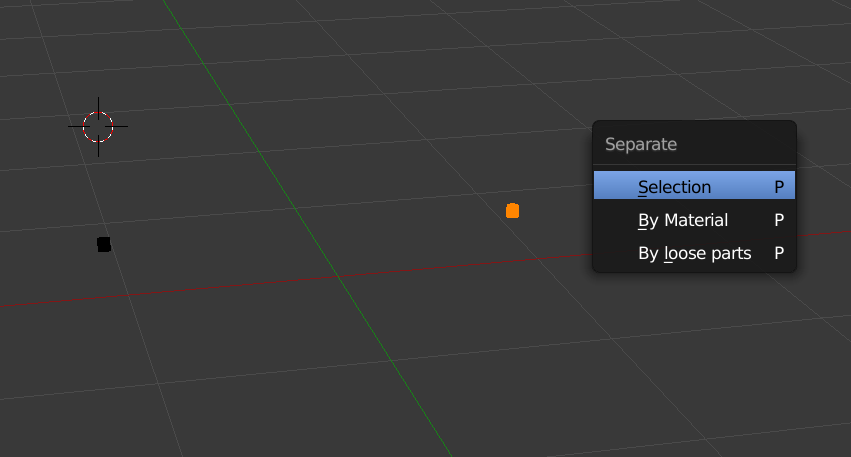 Separate
Selection P
By Material P
By loose parts P